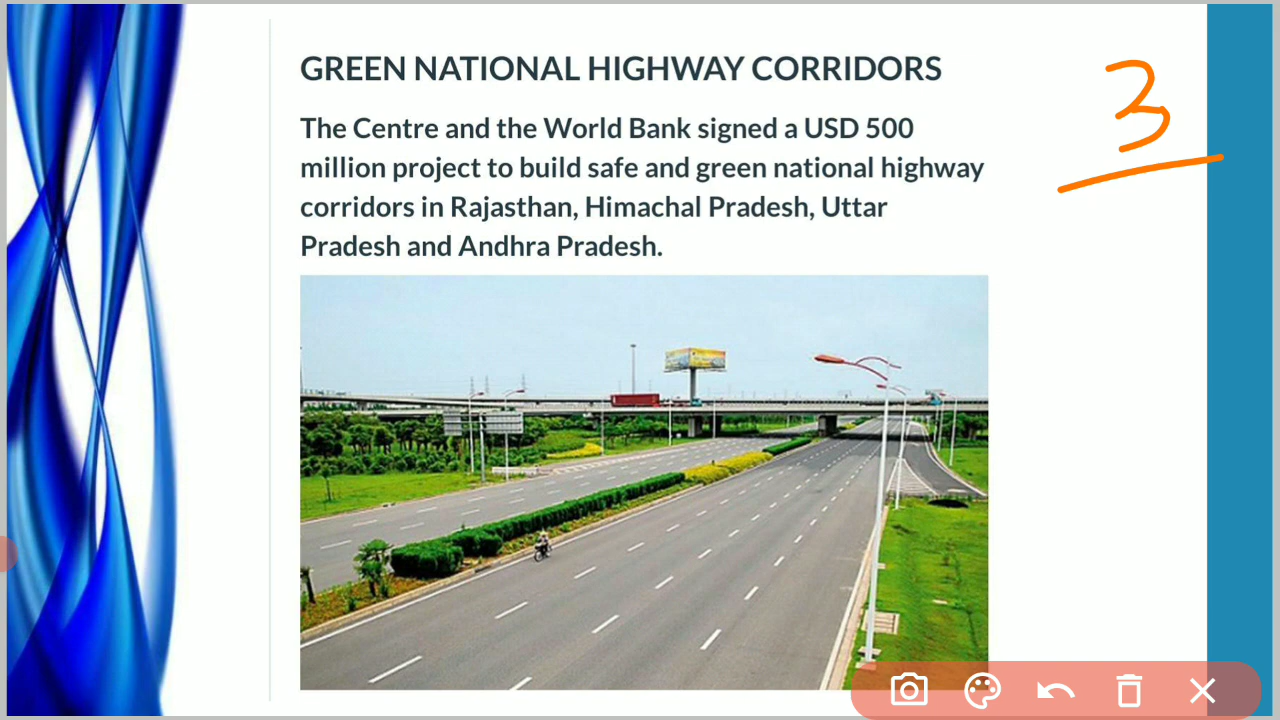 GREEN NATIONAL HIGHWAY CORRIDORS
3
The Centre and the World Bank signed a USD 500
million project to build safe and green national highway
corridors in Rajasthan, Himachal Pradesh, Uttar
Pradesh and Andhra Pradesh.